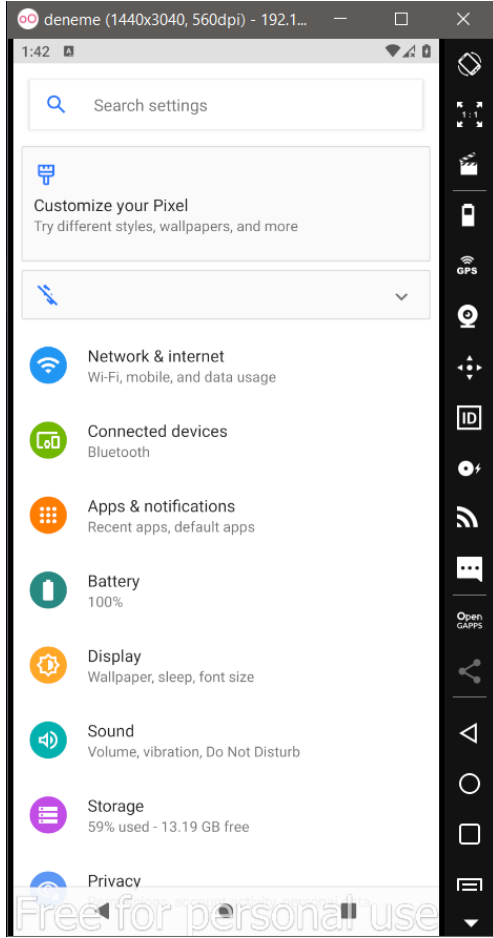 deneme (1440x3040, 560dpi) - 192.1...
1:42
A
Search settings
1:1
Customize your Pixel
Try different styles, wallpapers, and more
GPS
Network & internet
Wi-Fi, mobile, and data usage
ID
Connected devices
Bluetooth
Apps & notifications
Recent apps, default apps
Battery
100%
Open
GAPPS
Display
Wallpaper, sleep, font size
Sound
Volume, vibration, Do Not Disturb
Storage
59% used - 13.19 GB free
Privacy
Free for personal use